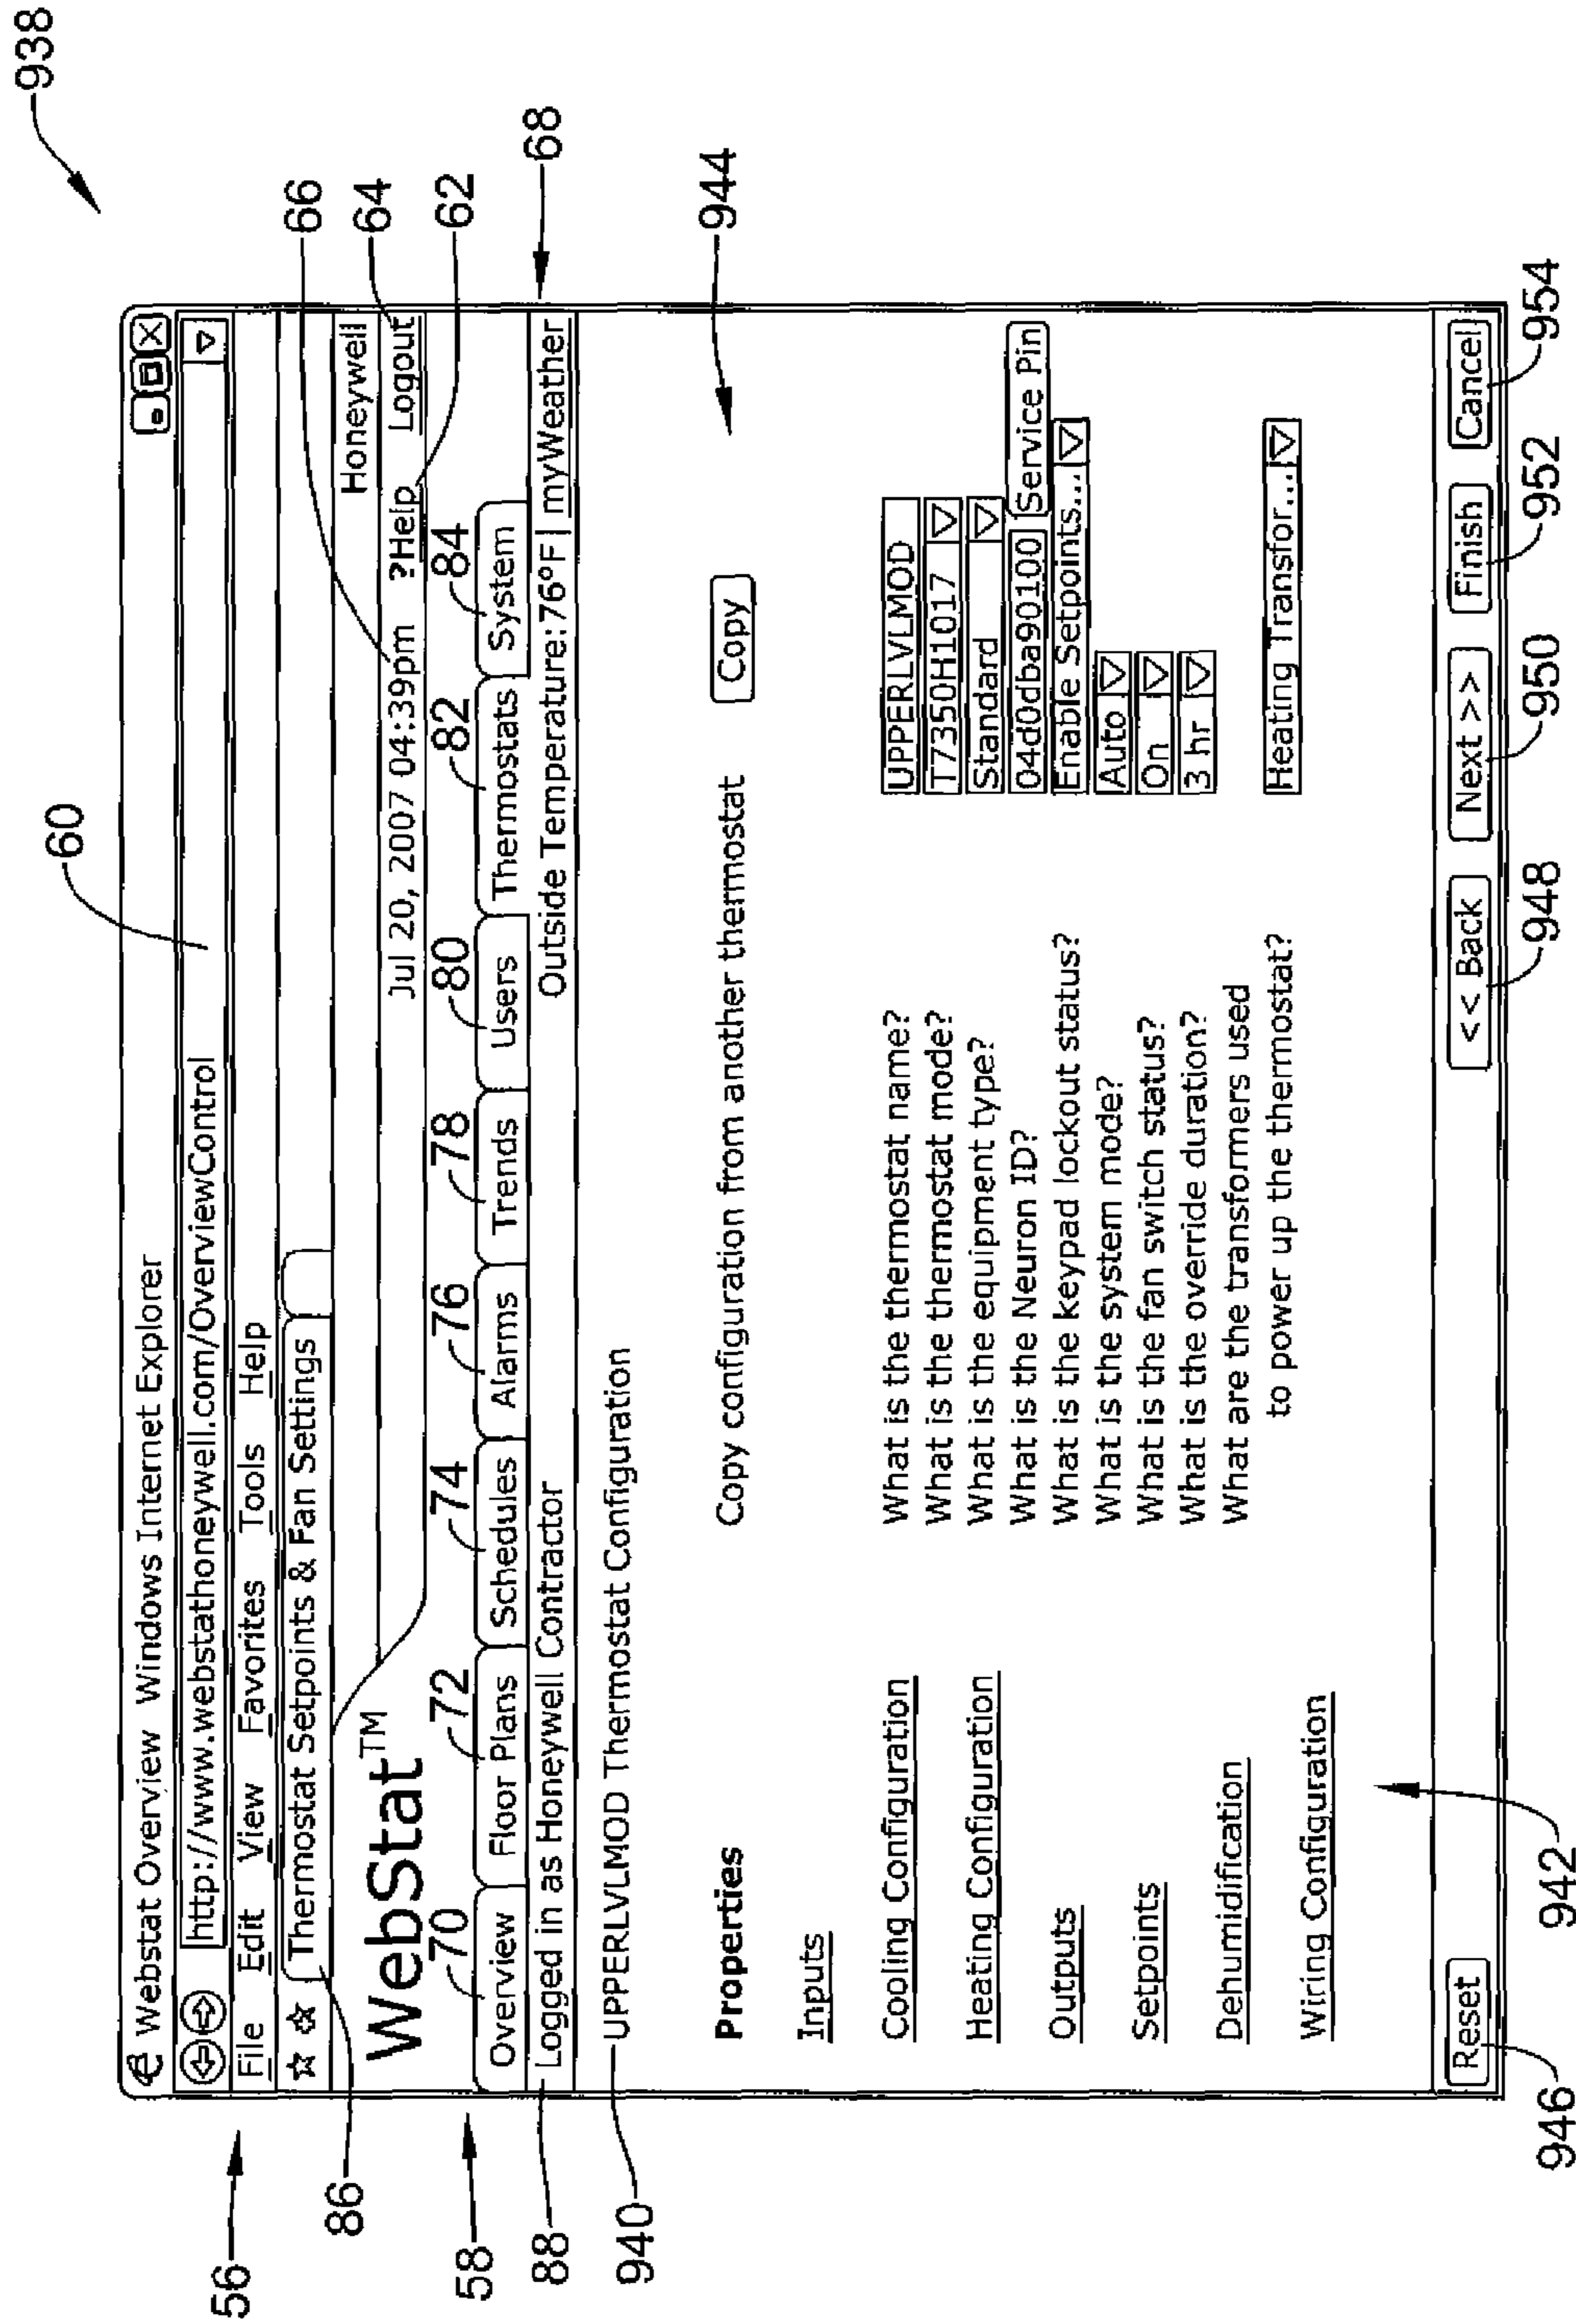 938
60
Webstat Overview Windows Internet Explorer
http://www.webstathoneywell.com/OverviewControl
56
File Edit View Favorites Tools Help
86
Thermostat Setpoints & Fan Settings
66
Honeywell
64
WebStat™
Jul 20, 2007 04:39pm ?Help Logout
62
58
70 72 74 76 78 80 82 84
Overview Floor Plans Schedules Alarms Trends Users Thermostats System
88
Logged in as Honeywell Contractor Outside Temperature:76°F| myWeather
68
940
UPPERLVLMOD Thermostat Configuration
944
Properties
Copy configuration from another thermostat Copy
Inputs
Cooling Configuration
Heating Configuration
Outputs
Setpoints
Dehumidification
Wiring Configuration
What is the thermostat name? UPPERLVLMOD
What is the thermostat mode? T7350H1017
What is the equipment type? Standard
What is the Neuron ID? 04d0dba90100 Service Pin
What is the keypad lockout status? Enable Setpoints...
What is the system mode? Auto
What is the fan switch status? On
What is the override duration? 3 hr
What are the transformers used
to power up the thermostat? Heating Transfor...
Reset << Back Next >> Finish Cancel
946 942 948 950 952 954